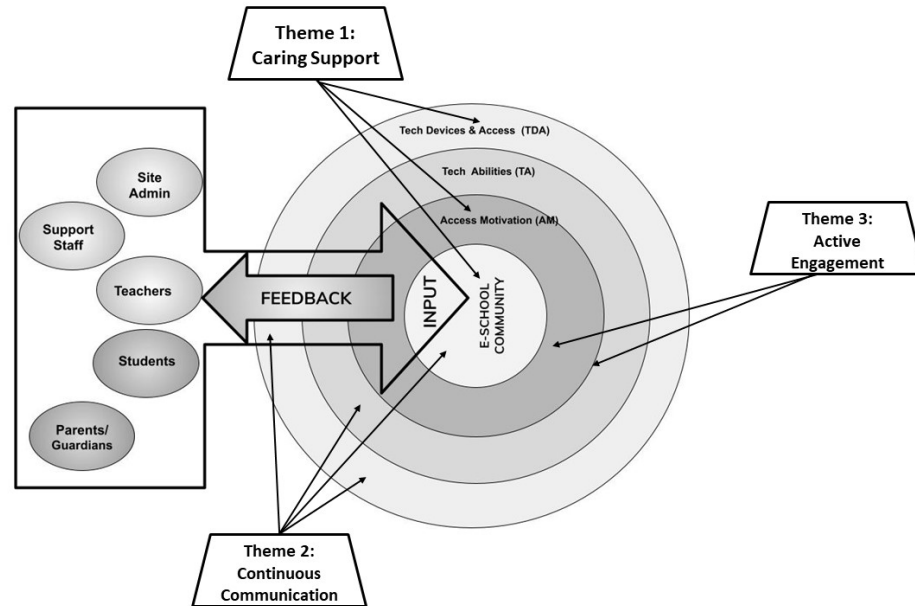 Theme 1:
Caring Support
Tech Devices & Access (TDA)
Tech Abilities (TA)
Access Motivation (AM)
Site
Admin
Support
Staff
Teachers
Students
Parents/
Guardians
FEEDBACK
INPUT
E-SCHOOL
COMMUNITY
Theme 3:
Active
Engagement
Theme 2:
Continuous
Communication